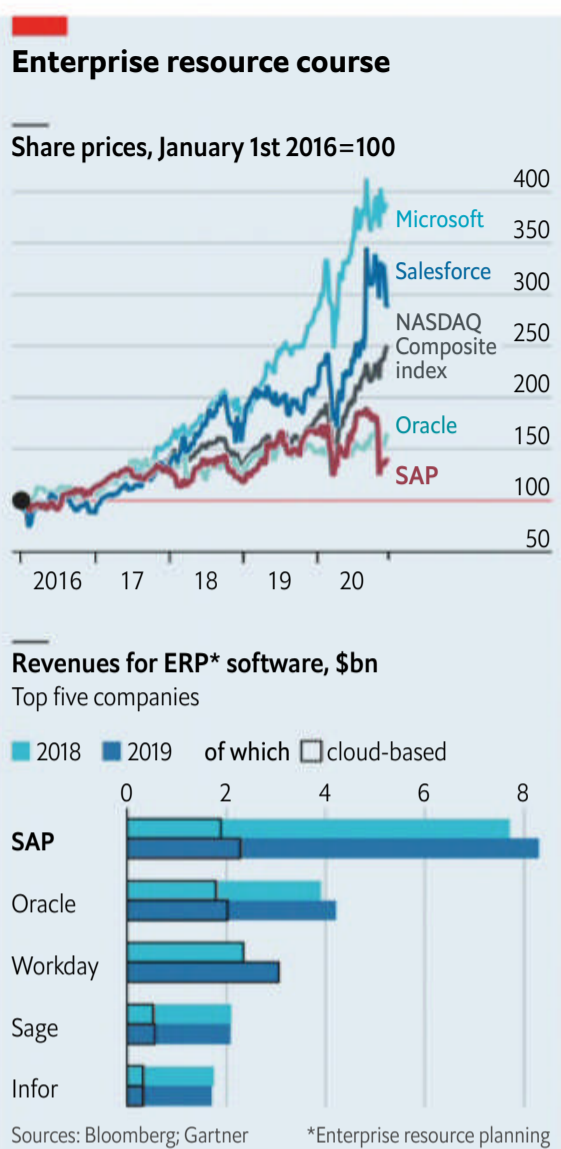 Enterprise resource course
Share prices, January 1st 2016=100
400
Microsoft
350
Salesforce
300
NASDAQ
Composite
index
250
200
Oracle
150
SAP
100
50
2016 17 18 19 20
Revenues for ERP* software, $bn
Top five companies
2018 2019 of which cloud-based
0 2 4 6 8
SAP
Oracle
Workday
Sage
Infor
Sources: Bloomberg; Gartner *Enterprise resource planning